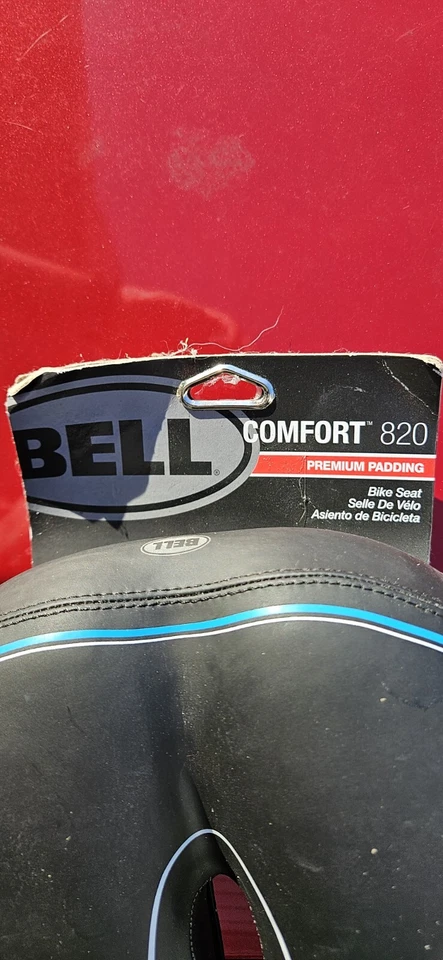 BELL®
COMFORT™ 820
PREMIUM PADDING
Bike Seat
Selle De Vélo
Asiento de Bicicleta
BELL